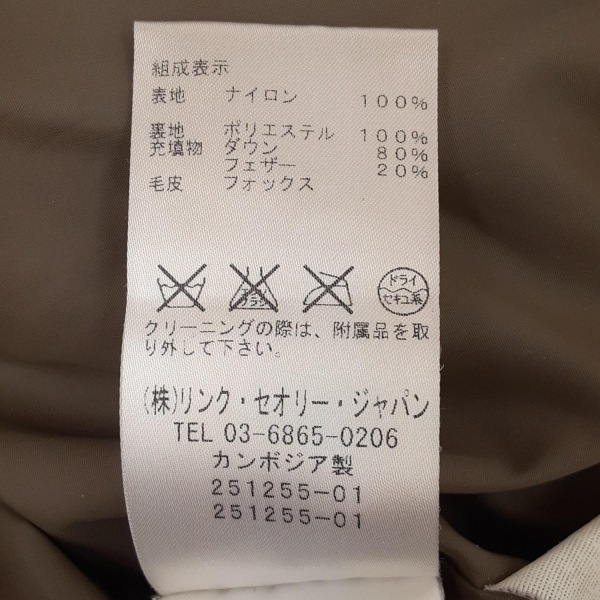 組成表示
表地 ナイロン 100%
裏地 ポリエステル 100%
充填物 ダウン 80%
フェザー 20%
毛皮 フォックス
ドライ
セキユ系
クリーニングの際は、附属品を取
り外して下さい。
(株)リンク・セオリー・ジャパン
TEL 03-6865-0206
カンボジア製
251255-01
251255-01